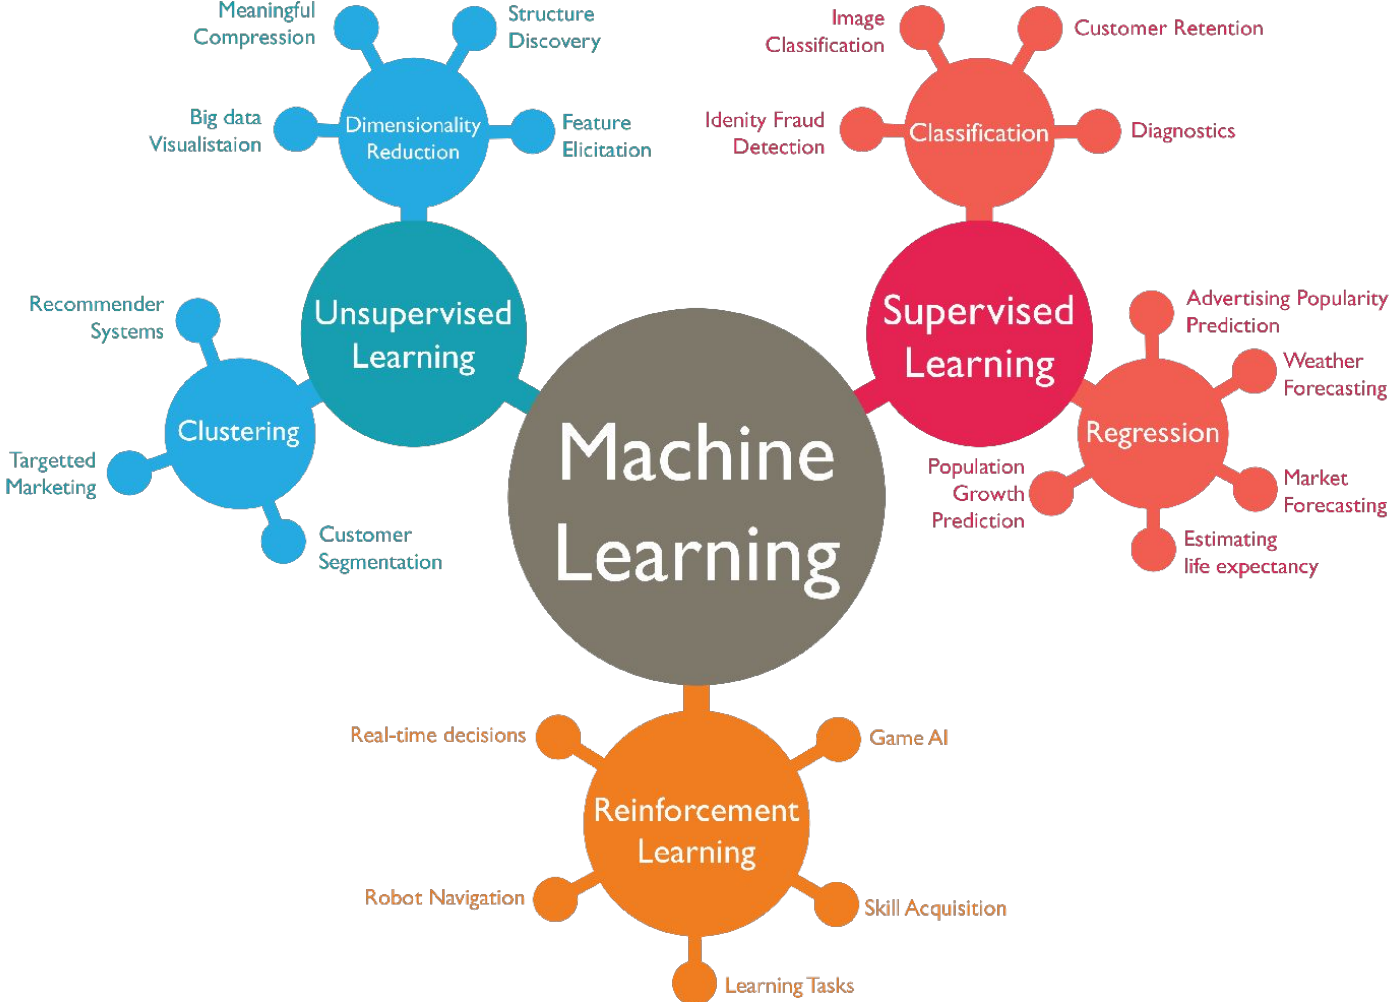 Meaningful
Compression
Structure
Discovery
Big data
Visualistaion
Dimensionality
Reduction
Feature
Elicitation
Image
Classification
Customer Retention
Idenity Fraud
Detection
Classification
Diagnostics
Unsupervised
Learning
Recommender
Systems
Clustering
Targetted
Marketing
Customer
Segmentation
Supervised
Learning
Advertising Popularity
Prediction
Weather
Forecasting
Regression
Population
Growth
Prediction
Market
Forecasting
Estimating
life expectancy
Machine
Learning
Real-time decisions
Game AI
Reinforcement
Learning
Robot Navigation
Skill Acquisition
Learning Tasks